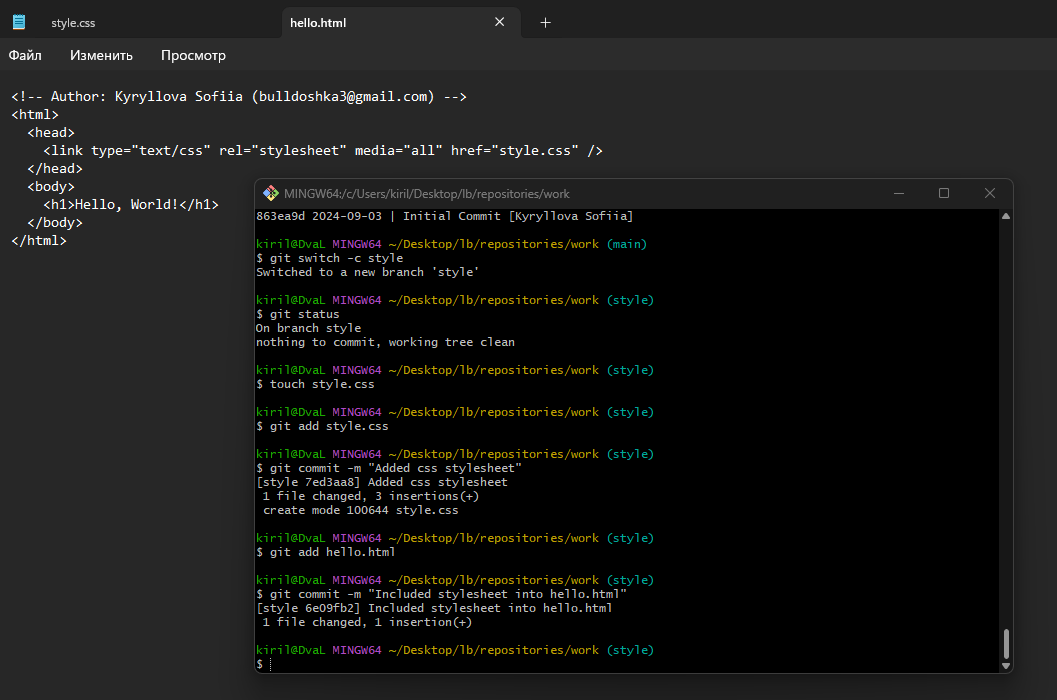 style.css
hello.html
Файл Изменить Просмотр
<!-- Author: Kyryllova Sofiia (bulldoshka3@gmail.com) -->
<html>
<head>
<link type="text/css" rel="stylesheet" media="all" href="style.css" />
</head>
<body>
<h1>Hello, World!</h1>
</body>
</html>
MINGW64:/c/Users/kiril/Desktop/lb/repositories/work
863ea9d 2024-09-03 | Initial Commit [Kyryllova Sofiia]
kiril@DvaL MINGW64 ~/Desktop/lb/repositories/work (main)
$ git switch -c style
Switched to a new branch 'style'
kiril@DvaL MINGW64 ~/Desktop/lb/repositories/work (style)
$ git status
On branch style
nothing to commit, working tree clean
kiril@DvaL MINGW64 ~/Desktop/lb/repositories/work (style)
$ touch style.css
kiril@DvaL MINGW64 ~/Desktop/lb/repositories/work (style)
$ git add style.css
kiril@DvaL MINGW64 ~/Desktop/lb/repositories/work (style)
$ git commit -m "Added css stylesheet"
[style 7ed3aa8] Added css stylesheet
1 file changed, 3 insertions(+)
create mode 100644 style.css
kiril@DvaL MINGW64 ~/Desktop/lb/repositories/work (style)
$ git add hello.html
kiril@DvaL MINGW64 ~/Desktop/lb/repositories/work (style)
$ git commit -m "Included stylesheet into hello.html"
[style 6e09fb2] Included stylesheet into hello.html
1 file changed, 1 insertion(+)
kiril@DvaL MINGW64 ~/Desktop/lb/repositories/work (style)
$